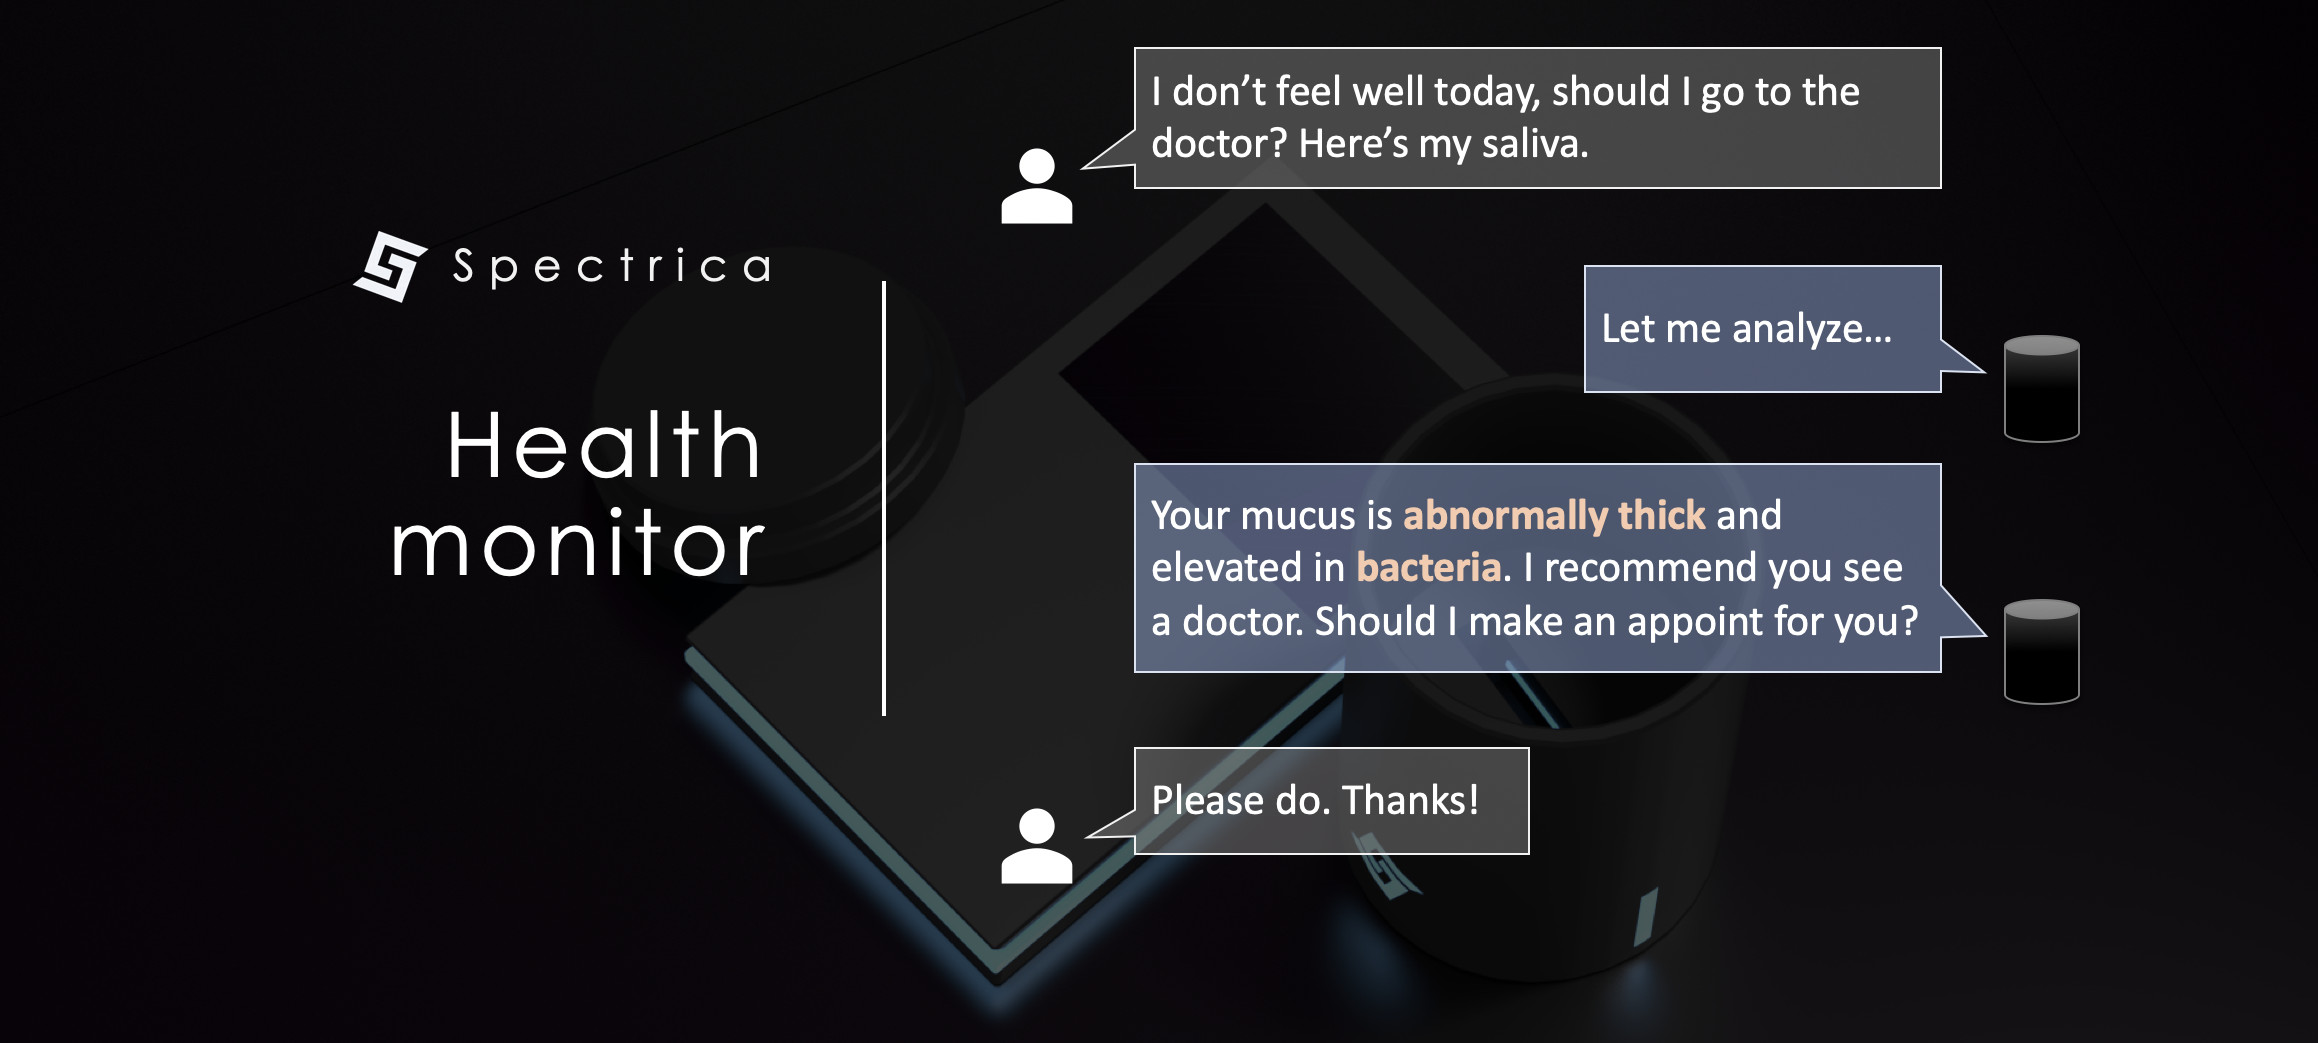 Spectrica
Health
monitor
I don’t feel well today, should I go to the
doctor? Here’s my saliva.
Let me analyze...
Your mucus is abnormally thick and
elevated in bacteria. I recommend you see
a doctor. Should I make an appoint for you?
Please do. Thanks!